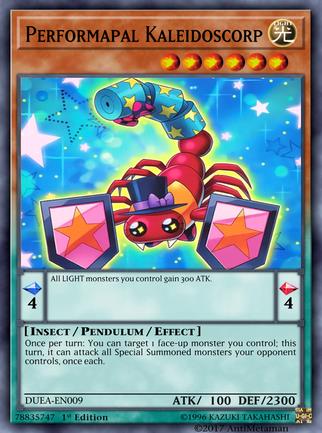 PERFORMAPAL KALEIDOSCORP
LIGHT
光
All LIGHT monsters you control gain 300 ATK.
4
4
[INSECT / PENDULUM / EFFECT]
Once per turn: You can target 1 face-up monster you control; this
turn, it can attack all Special Summoned monsters your opponent
controls, once each.
DUEA-EN009
ATK/ 100 DEF/2300
78835747
1st Edition
©1996 KAZUKI TAKAHASHI
©2017 AntiMetaman